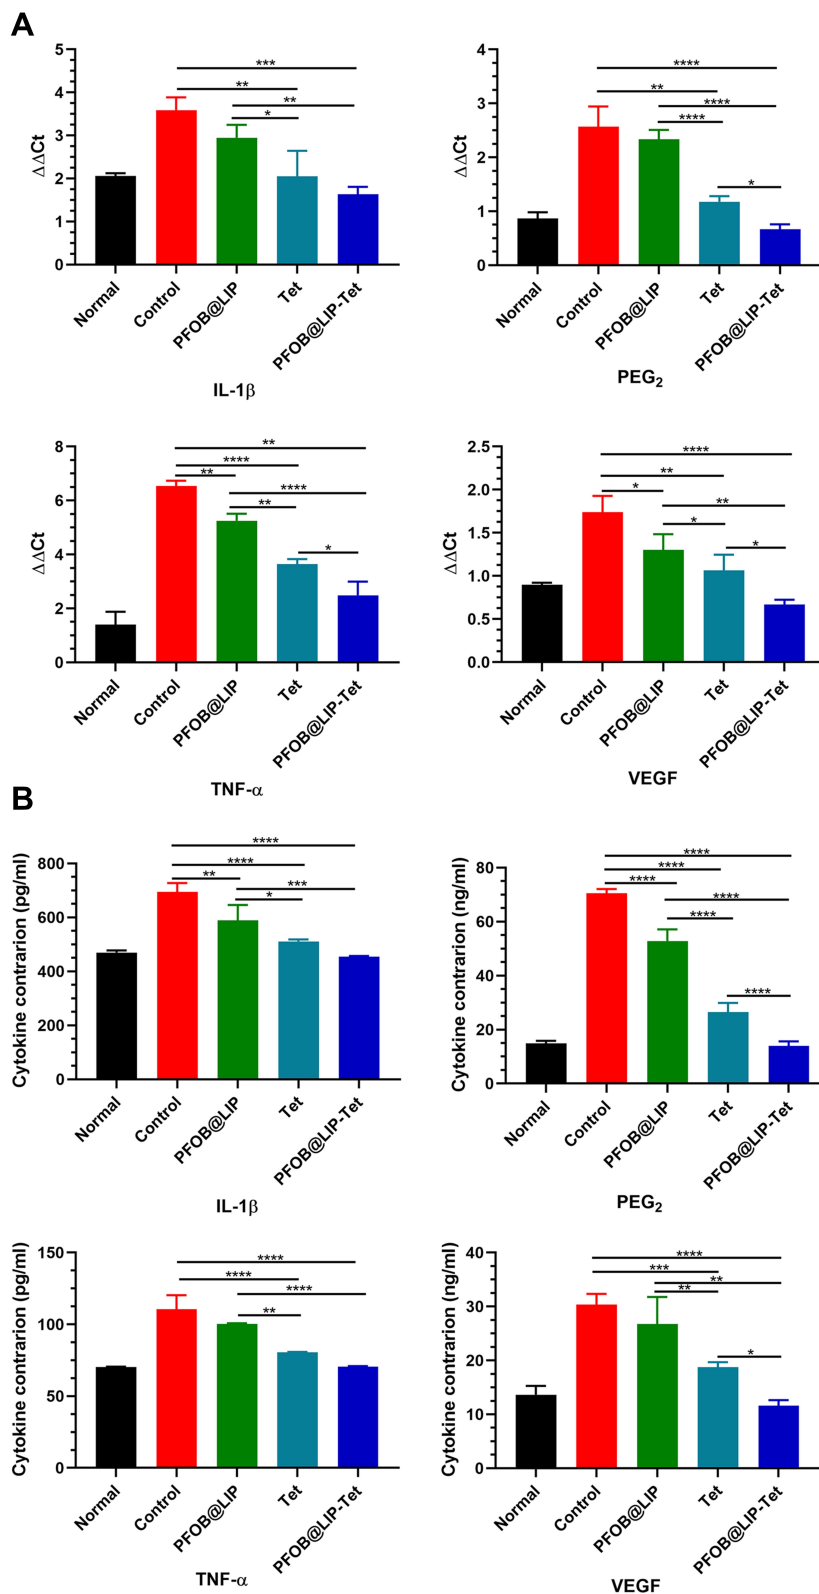 A
ΔΔCt
5
4
3
2
1
0
***
**
**
*
Normal
Control
PFOB@LIP
Tet
PFOB@LIP-Tet
IL-1β
ΔΔCt
4
3
2
1
0
****
**
****
****
*
Normal
Control
PFOB@LIP
Tet
PFOB@LIP-Tet
PEG₂
ΔΔCt
8
6
4
2
0
**
****
**
****
**
*
Normal
Control
PFOB@LIP
Tet
PFOB@LIP-Tet
TNF-α
ΔΔCt
2.5
2.0
1.5
1.0
0.5
0.0
****
**
*
**
*
*
Normal
Control
PFOB@LIP
Tet
PFOB@LIP-Tet
VEGF
B
Cytokine contrarion (pg/ml)
800
600
400
200
0
****
****
**
***
*
Normal
Control
PFOB@LIP
Tet
PFOB@LIP-Tet
IL-1β
Cytokine contrarion (ng/ml)
80
60
40
20
0
****
****
****
****
****
****
Normal
Control
PFOB@LIP
Tet
PFOB@LIP-Tet
PEG₂
Cytokine contrarion (pg/ml)
150
100
50
0
****
****
****
**
Normal
Control
PFOB@LIP
Tet
PFOB@LIP-Tet
TNF-α
Cytokine contrarion (ng/ml)
40
30
20
10
0
****
***
**
**
*
Normal
Control
PFOB@LIP
Tet
PFOB@LIP-Tet
VEGF